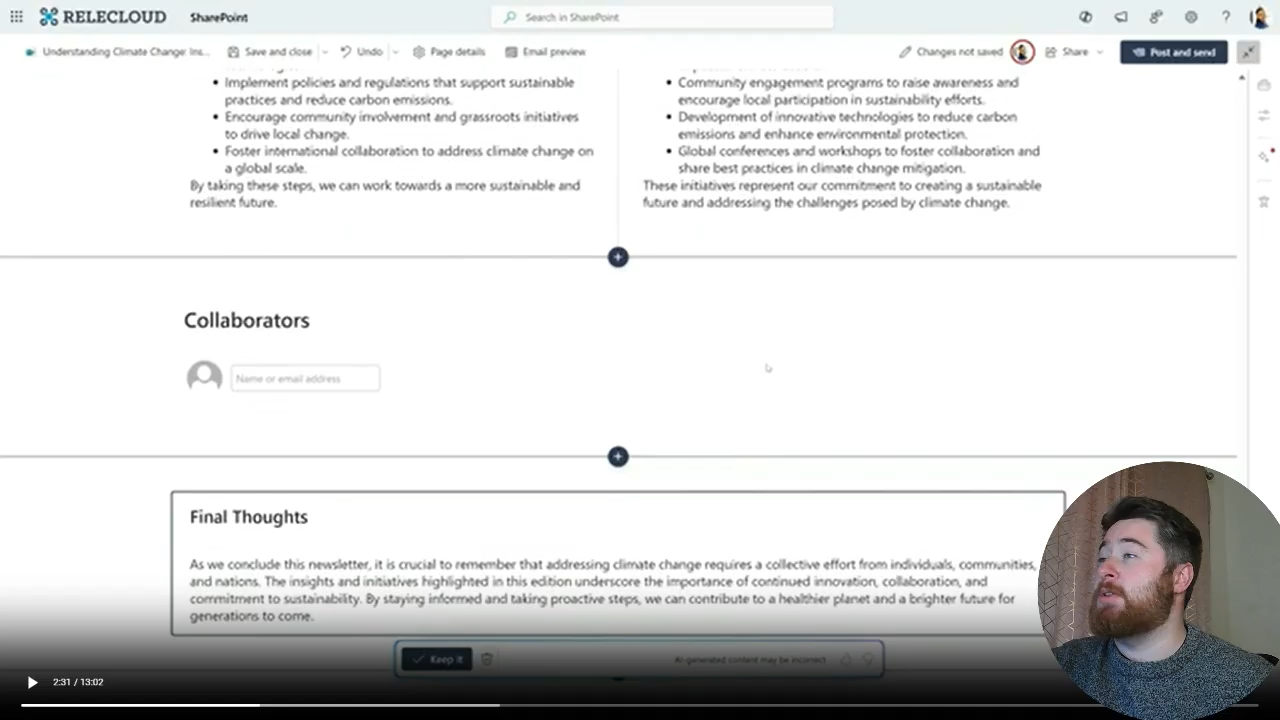 RELECLOUD SharePoint Search in SharePoint ?
Understanding Climate Change: Ins... Save and close Undo Page details Email preview Changes not saved Share Post and send
• Implement policies and regulations that support sustainable
practices and reduce carbon emissions.
• Encourage community involvement and grassroots initiatives
to drive local change.
• Foster international collaboration to address climate change on
a global scale.
By taking these steps, we can work towards a more sustainable and
resilient future.
• Community engagement programs to raise awareness and
encourage local participation in sustainability efforts.
• Development of innovative technologies to reduce carbon
emissions and enhance environmental protection.
• Global conferences and workshops to foster collaboration and
share best practices in climate change mitigation.
These initiatives represent our commitment to creating a sustainable
future and addressing the challenges posed by climate change.
Collaborators
Name or email address
Final Thoughts
As we conclude this newsletter, it is crucial to remember that addressing climate change requires a collective effort from individuals, communities,
and nations. The insights and initiatives highlighted in this edition underscore the importance of continued innovation, collaboration, and
commitment to sustainability. By staying informed and taking proactive steps, we can contribute to a healthier planet and a brighter future for
generations to come.
Keep it AI-generated content may be incorrect
2:31 / 13:02